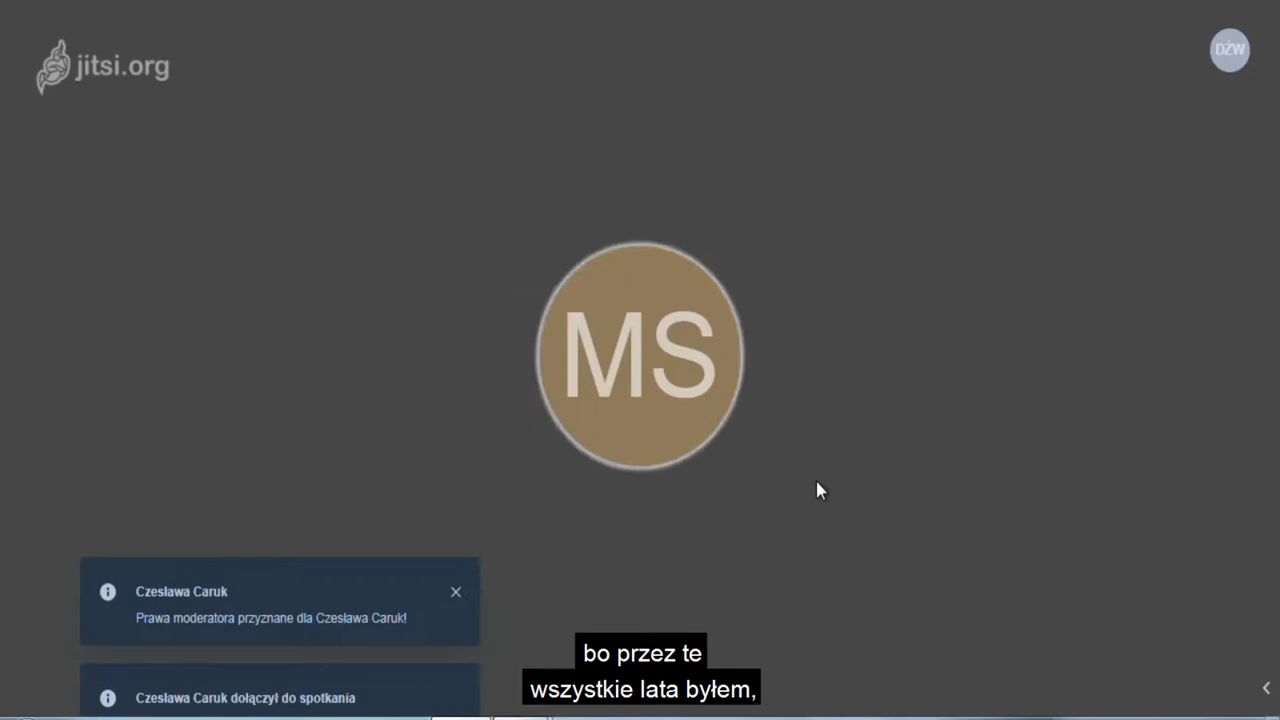 jitsi.org
DŻW
MS
Czesława Caruk
Prawa moderatora przyznane dla Czesława Caruk!
Czesława Caruk dołączył do spotkania
bo przez te
wszystkie lata byłem,